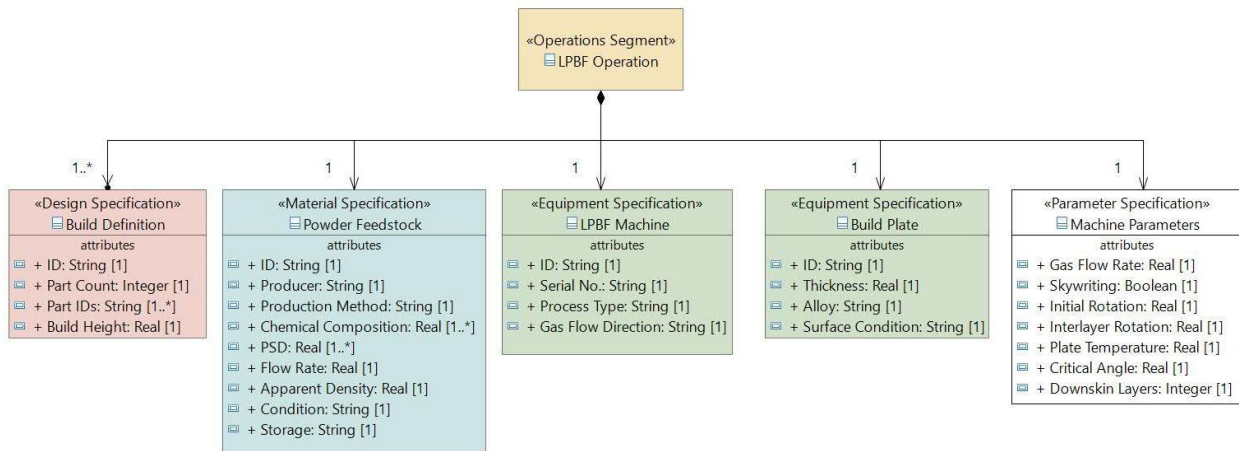 «Operations Segment»
LPBF Operation
1..*
1
1
1
1
«Design Specification»
Build Definition
attributes
+ ID: String [1]
+ Part Count: Integer [1]
+ Part IDs: String [1..*]
+ Build Height: Real [1]
«Material Specification»
Powder Feedstock
attributes
+ ID: String [1]
+ Producer: String [1]
+ Production Method: String [1]
+ Chemical Composition: Real [1..*]
+ PSD: Real [1..*]
+ Flow Rate: Real [1]
+ Apparent Density: Real [1]
+ Condition: String [1]
+ Storage: String [1]
«Equipment Specification»
LPBF Machine
attributes
+ ID: String [1]
+ Serial No.: String [1]
+ Process Type: String [1]
+ Gas Flow Direction: String [1]
«Equipment Specification»
Build Plate
attributes
+ ID: String [1]
+ Thickness: Real [1]
+ Alloy: String [1]
+ Surface Condition: String [1]
«Parameter Specification»
Machine Parameters
attributes
+ Gas Flow Rate: Real [1]
+ Skywriting: Boolean [1]
+ Initial Rotation: Real [1]
+ Interlayer Rotation: Real [1]
+ Plate Temperature: Real [1]
+ Critical Angle: Real [1]
+ Downskin Layers: Integer [1]